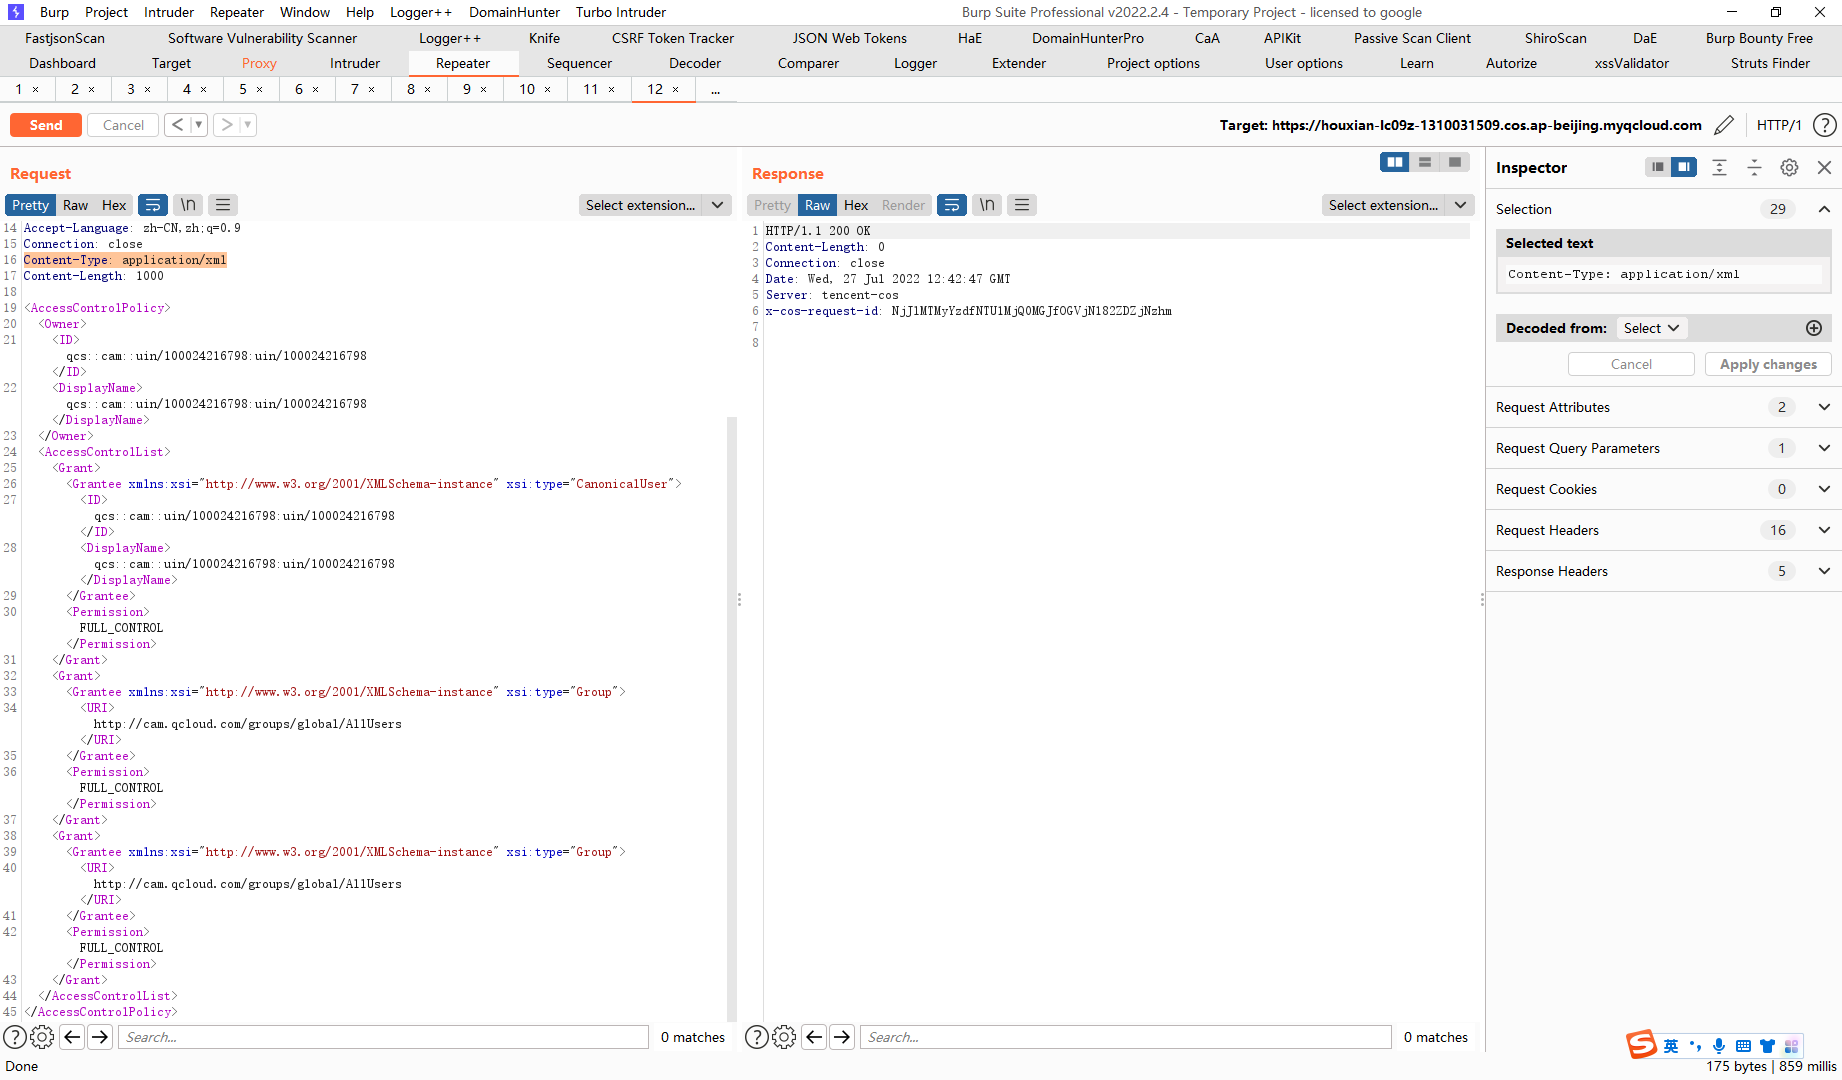 Burp Project Intruder Repeater Window Help Logger++ DomainHunter Turbo Intruder Burp Suite Professional v2022.2.4 - Temporary Project - licensed to google
FastjsonScan Software Vulnerability Scanner Logger++ Knife CSRF Token Tracker JSON Web Tokens HaE DomainHunterPro CaA APIKit Passive Scan Client ShiroScan DaE Burp Bounty Free
Dashboard Target Proxy Intruder Repeater Sequencer Decoder Comparer Logger Extender Project options User options Learn Autorize xssValidator Struts Finder
1 × 2 × 3 × 4 × 5 × 6 × 7 × 8 × 9 × 10 × 11 × 12 × ...
Send Cancel < > Target: https://houxian-lc09z-1310031509.cos.ap-beijing.myqcloud.com HTTP/1 ?
Request
Pretty Raw Hex \n Select extension...
14 Accept-Language: zh-CN,zh;q=0.9
15 Connection: close
16 Content-Type: application/xml
17 Content-Length: 1000
18
19 <AccessControlPolicy>
20 <Owner>
21 <ID>
qcs::cam::uin/100024216798:uin/100024216798
</ID>
22 <DisplayName>
qcs::cam::uin/100024216798:uin/100024216798
</DisplayName>
23 </Owner>
24 <AccessControlList>
25 <Grant>
26 <Grantee xmlns:xsi="http://www.w3.org/2001/XMLSchema-instance" xsi:type="CanonicalUser">
27 <ID>
qcs::cam::uin/100024216798:uin/100024216798
</ID>
28 <DisplayName>
qcs::cam::uin/100024216798:uin/100024216798
</DisplayName>
29 </Grantee>
30 <Permission>
FULL_CONTROL
</Permission>
31 </Grant>
32 <Grant>
33 <Grantee xmlns:xsi="http://www.w3.org/2001/XMLSchema-instance" xsi:type="Group">
34 <URI>
http://cam.qcloud.com/groups/global/AllUsers
</URI>
35 </Grantee>
36 <Permission>
FULL_CONTROL
</Permission>
37 </Grant>
38 <Grant>
39 <Grantee xmlns:xsi="http://www.w3.org/2001/XMLSchema-instance" xsi:type="Group">
40 <URI>
http://cam.qcloud.com/groups/global/AllUsers
</URI>
41 </Grantee>
42 <Permission>
FULL_CONTROL
</Permission>
43 </Grant>
44 </AccessControlList>
45 </AccessControlPolicy>
? Search... 0 matches
Response
Pretty Raw Hex Render \n Select extension...
1 HTTP/1.1 200 OK
2 Content-Length: 0
3 Connection: close
4 Date: Wed, 27 Jul 2022 12:42:47 GMT
5 Server: tencent-cos
6 x-cos-request-id: NjJlMTMyYzdfNTU1MjQ0MGJfOGVjN182ZDZjNzhm
7
8
? Search... 0 matches
Inspector
Selection 29
Selected text
Content-Type: application/xml
Decoded from: Select
Cancel Apply changes
Request Attributes 2
Request Query Parameters 1
Request Cookies 0
Request Headers 16
Response Headers 5
S 英
Done 175 bytes | 859 millis